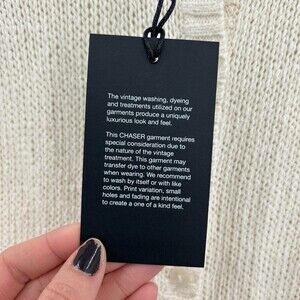 The vintage washing, dyeing
and treatments utilized on our
garments produce a uniquely
luxurious look and feel.
This CHASER garment requires
special consideration due to
the nature of the vintage
treatment. This garment may
transfer dye to other garments
when wearing. We recommend
to wash by itself or with like
colors. Print variation, small
holes and fading are intentional
to create a one of a kind feel.